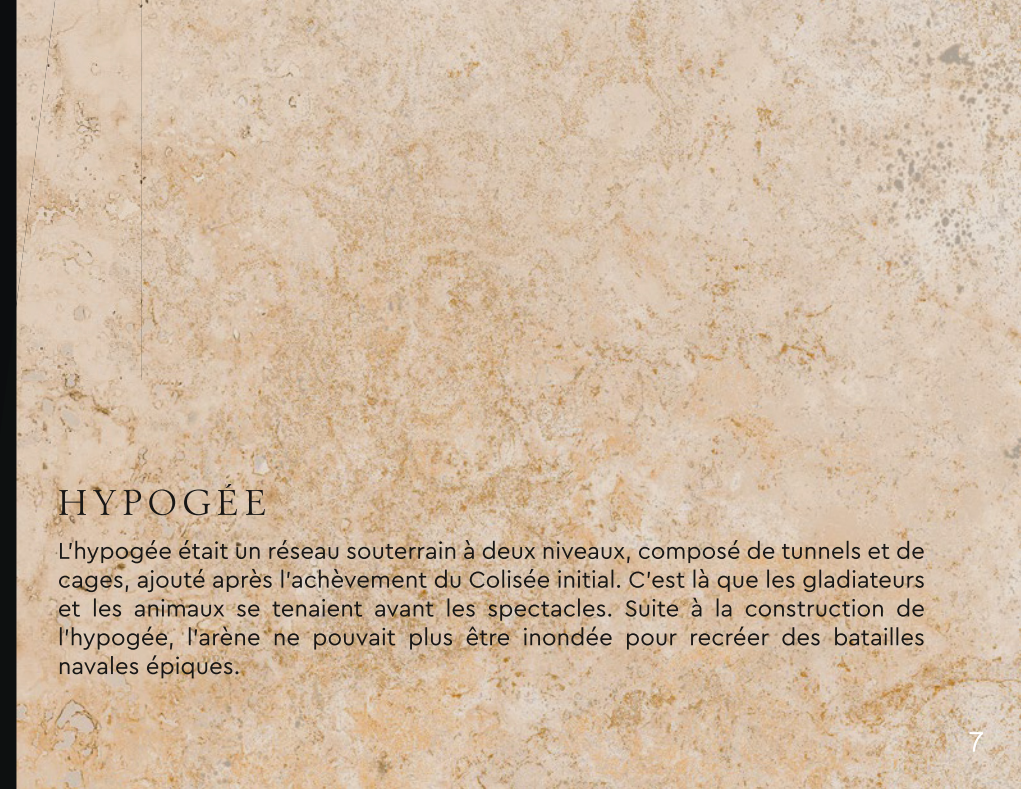 HYPOGÉE
L'hypogée était un réseau souterrain à deux niveaux, composé de tunnels et de
cages, ajouté après l'achèvement du Colisée initial. C'est là que les gladiateurs
et les animaux se tenaient avant les spectacles. Suite à la construction de
l'hypogée, l'arène ne pouvait plus être inondée pour recréer des batailles
navales épiques.
7